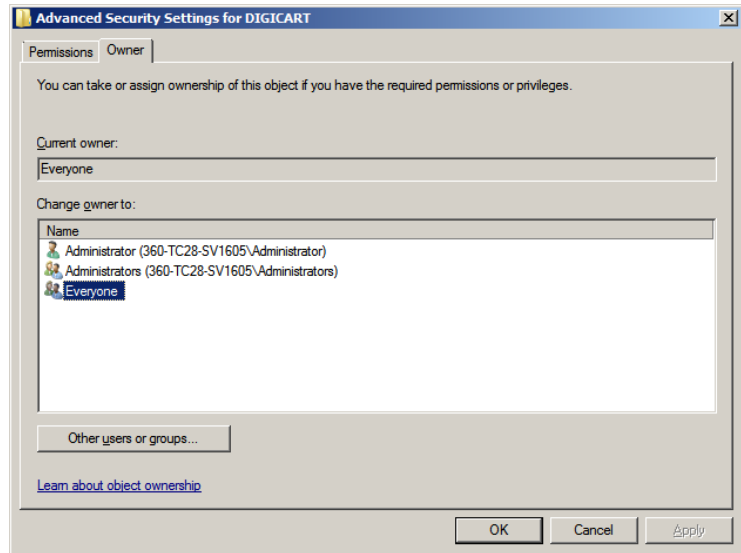 Advanced Security Settings for DIGICART
Permissions Owner
You can take or assign ownership of this object if you have the required permissions or privileges.
Current owner:
Everyone
Change owner to:
Name
Administrator (360-TC28-SV1605\Administrator)
Administrators (360-TC28-SV1605\Administrators)
Everyone
Other users or groups...
Learn about object ownership
OK Cancel Apply